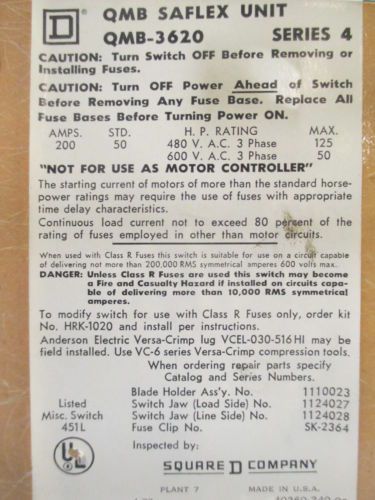 D
QMB SAFLEX UNIT
QMB-3620 SERIES 4
CAUTION: Turn Switch OFF Before Removing or
Installing Fuses.
CAUTION: Turn OFF Power Ahead of Switch
Before Removing Any Fuse Base. Replace All
Fuse Bases Before Turning Power ON.
AMPS. STD. H. P. RATING MAX.
200 50 480 V. A.C. 3 Phase 125
600 V. A.C. 3 Phase 50
"NOT FOR USE AS MOTOR CONTROLLER"
The starting current of motors of more than the standard horse-
power ratings may require the use of fuses with appropriate
time delay characteristics.
Continuous load current not to exceed 80 percent of the
rating of fuses employed in other than motor circuits.
When used with Class R Fuses this switch is suitable for use on a circuit capable
of delivering not more than 200,000 RMS symmetrical amperes 600 volts max.
DANGER: Unless Class R Fuses are used this switch may become
a Fire and Casualty Hazard if installed on circuits capa-
ble of delivering more than 10,000 RMS symmetrical
amperes.
To modify switch for use with Class R Fuses only, order kit
No. HRK-1020 and install per instructions.
Anderson Electric Versa-Crimp lug VCEL-030-516HI may be
field installed. Use VC-6 series Versa-Crimp compression tools.
When ordering repair parts specify
Catalog and Series Numbers.
Blade Holder Ass'y. No. 1110023
Listed Switch Jaw (Load Side) No. 1124027
Misc. Switch Switch Jaw (Line Side) No. 1124028
451L Fuse Clip No. SK-2364
UL Inspected by:
SQUARE D COMPANY
PLANT 7 MADE IN U.S.A.